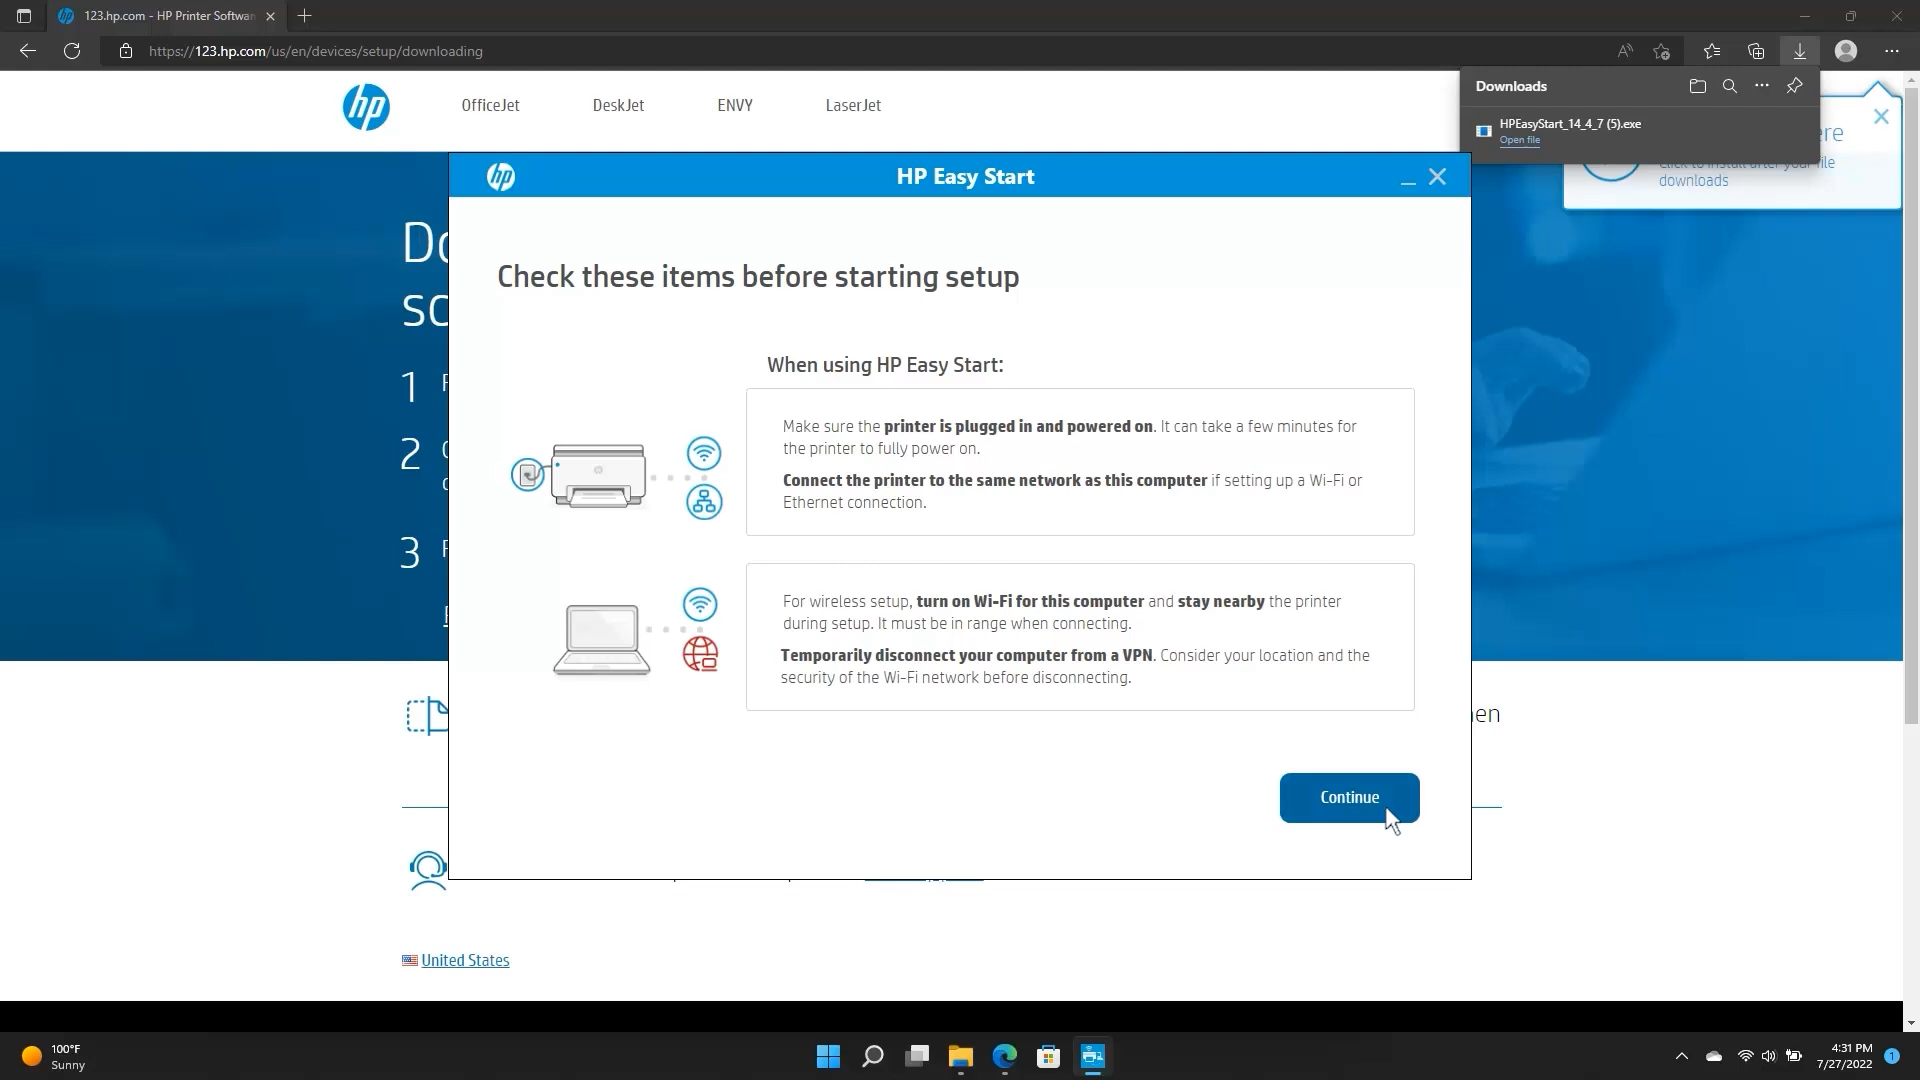 123.hp.com - HP Printer Softwar
https://123.hp.com/us/en/devices/setup/downloading
hp
OfficeJet
DeskJet
ENVY
LaserJet
Downloads
HPEasyStart_14_4_7 (5).exe
Open file
downloads
hp
HP Easy Start
Check these items before starting setup
When using HP Easy Start:
Make sure the printer is plugged in and powered on. It can take a few minutes for
the printer to fully power on.
Connect the printer to the same network as this computer if setting up a Wi-Fi or
Ethernet connection.
For wireless setup, turn on Wi-Fi for this computer and stay nearby the printer
during setup. It must be in range when connecting.
Temporarily disconnect your computer from a VPN. Consider your location and the
security of the Wi-Fi network before disconnecting.
Continue
1
2
3
United States
100°F
Sunny
4:31 PM
7/27/2022
1